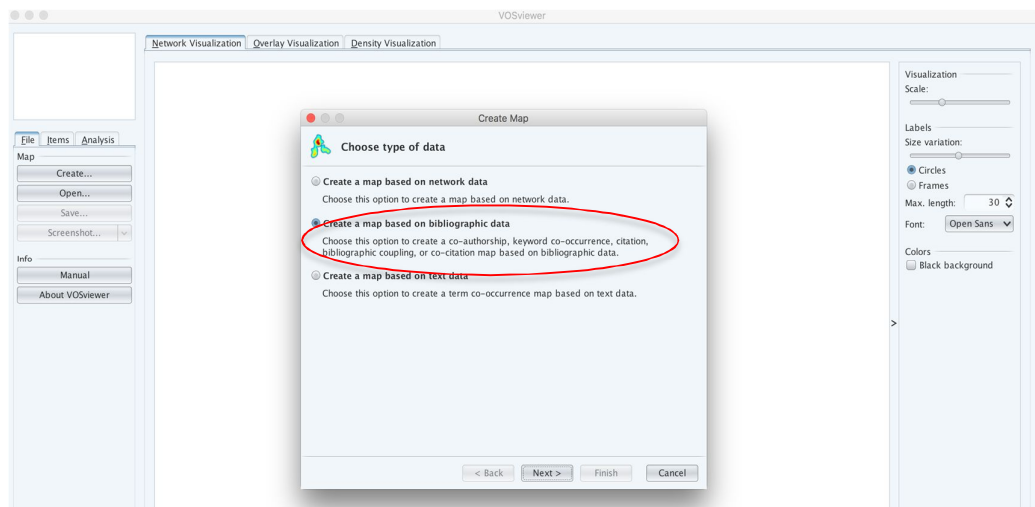 VOSviewer
Network Visualization Overlay Visualization Density Visualization
File Items Analysis
Map
Create...
Open...
Save...
Screenshot...
Info
Manual
About VOSviewer
Create Map
Choose type of data
Create a map based on network data
Choose this option to create a map based on network data.
Create a map based on bibliographic data
Choose this option to create a co-authorship, keyword co-occurrence, citation,
bibliographic coupling, or co-citation map based on bibliographic data.
Create a map based on text data
Choose this option to create a term co-occurrence map based on text data.
< Back Next > Finish Cancel
>
Visualization
Scale:
Labels
Size variation:
Circles
Frames
Max. length: 30
Font: Open Sans
Colors
Black background